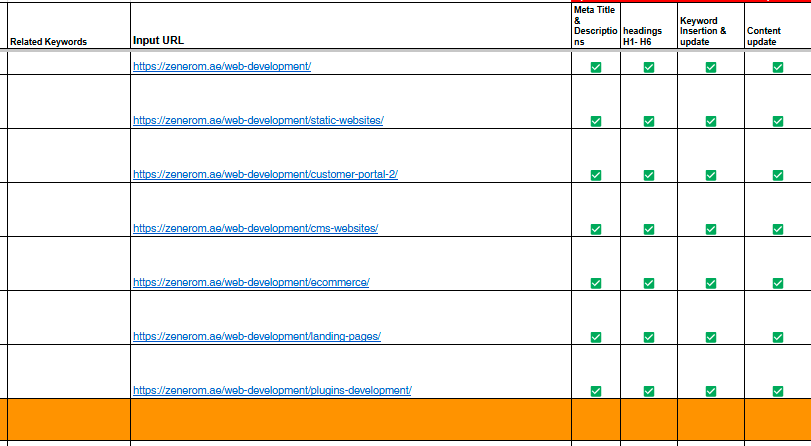 Meta Title
&
Descriptio
ns
headings
H1- H6
Keyword
Insertion &
update
Content
update
Related Keywords
Input URL
https://zenerom.ae/web-development/
https://zenerom.ae/web-development/static-websites/
https://zenerom.ae/web-development/customer-portal-2/
https://zenerom.ae/web-development/cms-websites/
https://zenerom.ae/web-development/ecommerce/
https://zenerom.ae/web-development/landing-pages/
https://zenerom.ae/web-development/plugins-development/